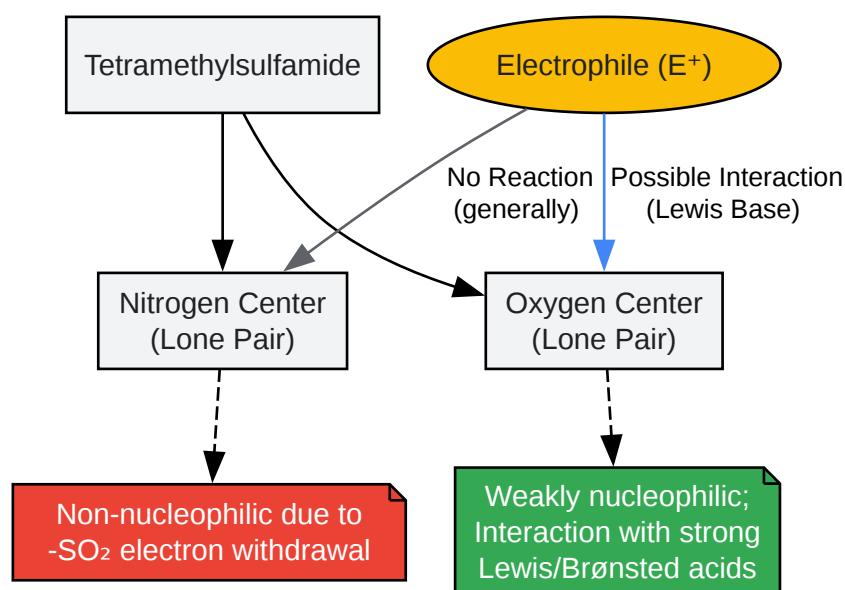 Tetramethylsulfamide
Electrophile (E⁺)
No Reaction
(generally)
Possible Interaction
(Lewis Base)
Nitrogen Center
(Lone Pair)
Oxygen Center
(Lone Pair)
Non-nucleophilic due to
-SO₂ electron withdrawal
Weakly nucleophilic;
Interaction with strong
Lewis/Brønsted acids